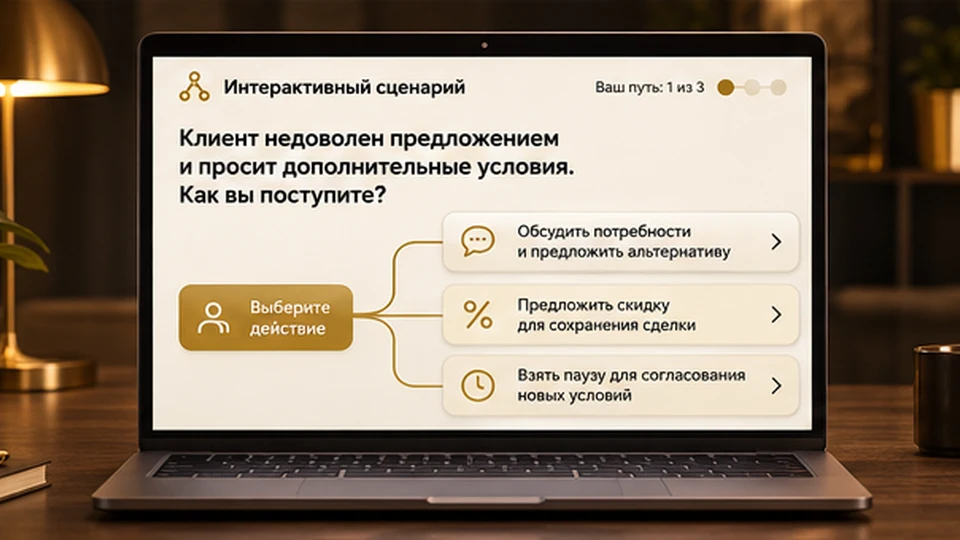 Интерактивный сценарий
Ваш путь: 1 из 3
Клиент недоволен предложением
и просит дополнительные условия.
Как вы поступите?
Выберите
действие
Обсудить потребности
и предложить альтернативу
Предложить скидку
для сохранения сделки
Взять паузу для согласования
новых условий